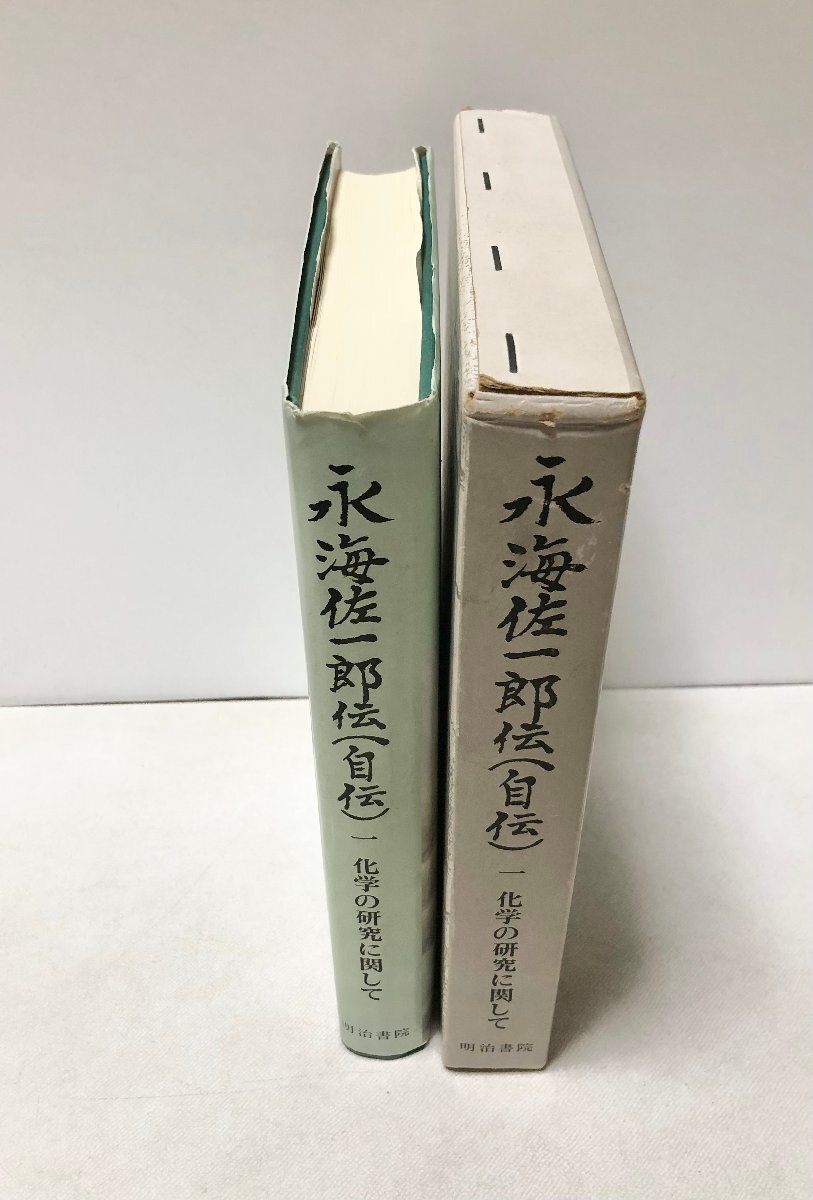 永海佐一郎伝(自伝)
一 化学の研究に関して
明治書院
永海佐一郎伝(自伝)
一 化学の研究に関して
明治書院